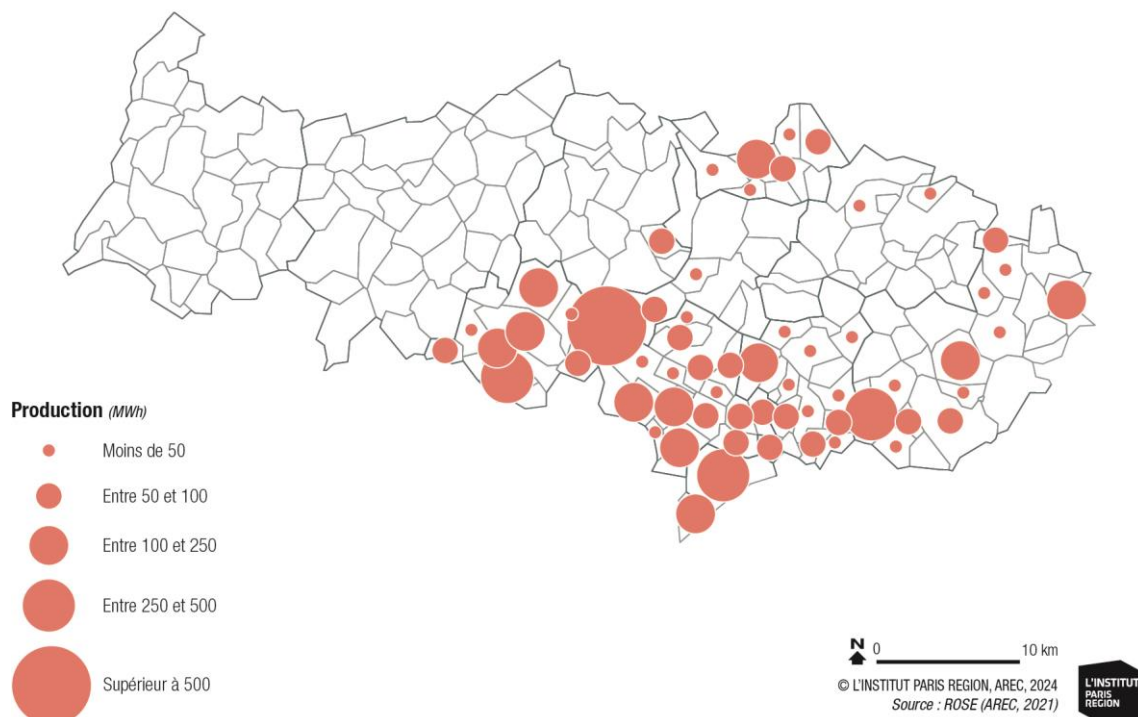 Production (MWh)
Moins de 50
Entre 50 et 100
Entre 100 et 250
Entre 250 et 500
Supérieur à 500
N 0 10 km
© L'INSTITUT PARIS REGION, AREC, 2024
Source : ROSE (AREC, 2021)
L'INSTITUT
PARIS
REGION